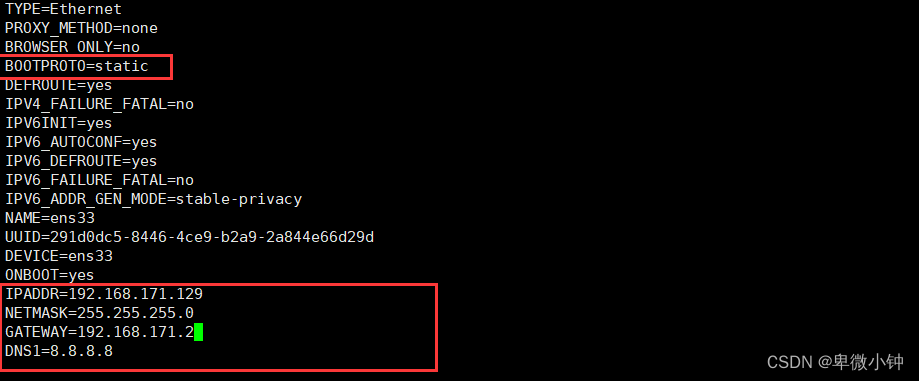 TYPE=Ethernet
PROXY_METHOD=none
BROWSER_ONLY=no
BOOTPROTO=static
DEFROUTE=yes
IPV4_FAILURE_FATAL=no
IPV6INIT=yes
IPV6_AUTOCONF=yes
IPV6_DEFROUTE=yes
IPV6_FAILURE_FATAL=no
IPV6_ADDR_GEN_MODE=stable-privacy
NAME=ens33
UUID=291d0dc5-8446-4ce9-b2a9-2a844e66d29d
DEVICE=ens33
ONBOOT=yes
IPADDR=192.168.171.129
NETMASK=255.255.255.0
GATEWAY=192.168.171.2
DNS1=8.8.8.8
CSDN @卑微小钟